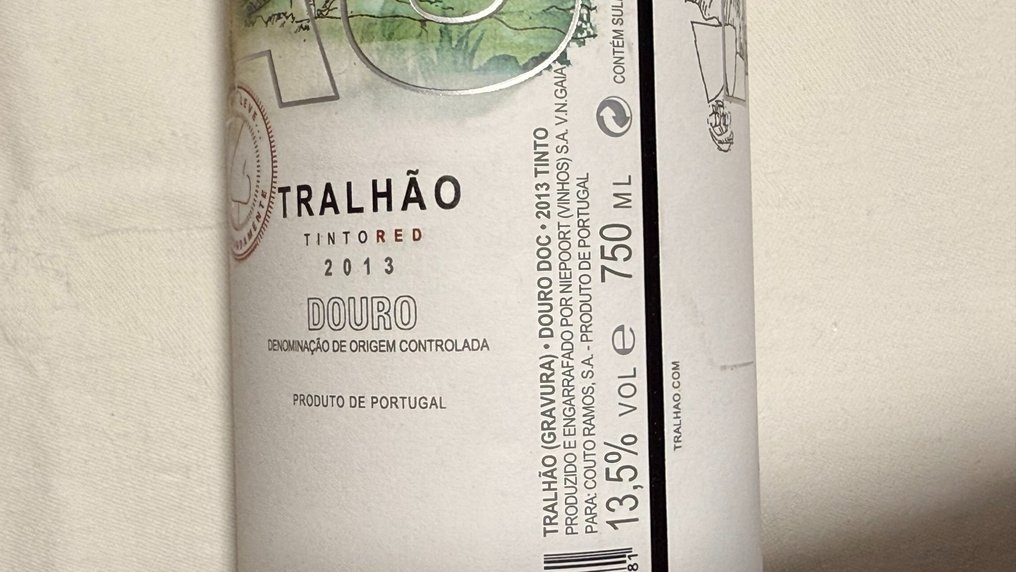 TRALHÃO
TINTORED
2013
DOURO
DENOMINAÇÃO DE ORIGEM CONTROLADA
PRODUTO DE PORTUGAL
TRALHÃO (GRAVURA) • DOURO DOC • 2013 TINTO
PRODUZIDO E ENGARRAFADO POR NIEPOORT (VINHOS) S.A. V.N.GAIA
PARA: COUTO RAMOS, S.A. - PRODUTO DE PORTUGAL
13,5% VOL e 750 ML
CONTÉM
TRALHAO.COM
81